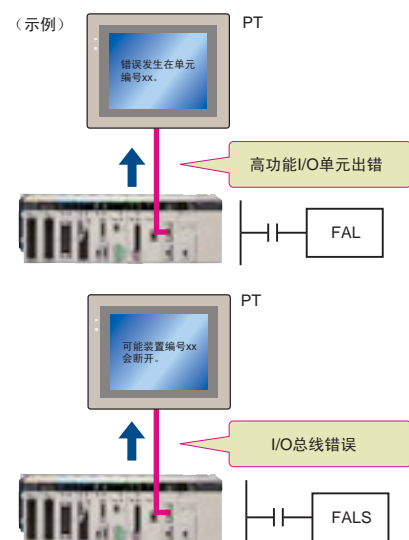 （示例）
PT
错误发生在单元
编号xx。
高功能I/O单元出错
FAL
PT
可能装置编号xx
会断开。
I/O总线错误
FALS